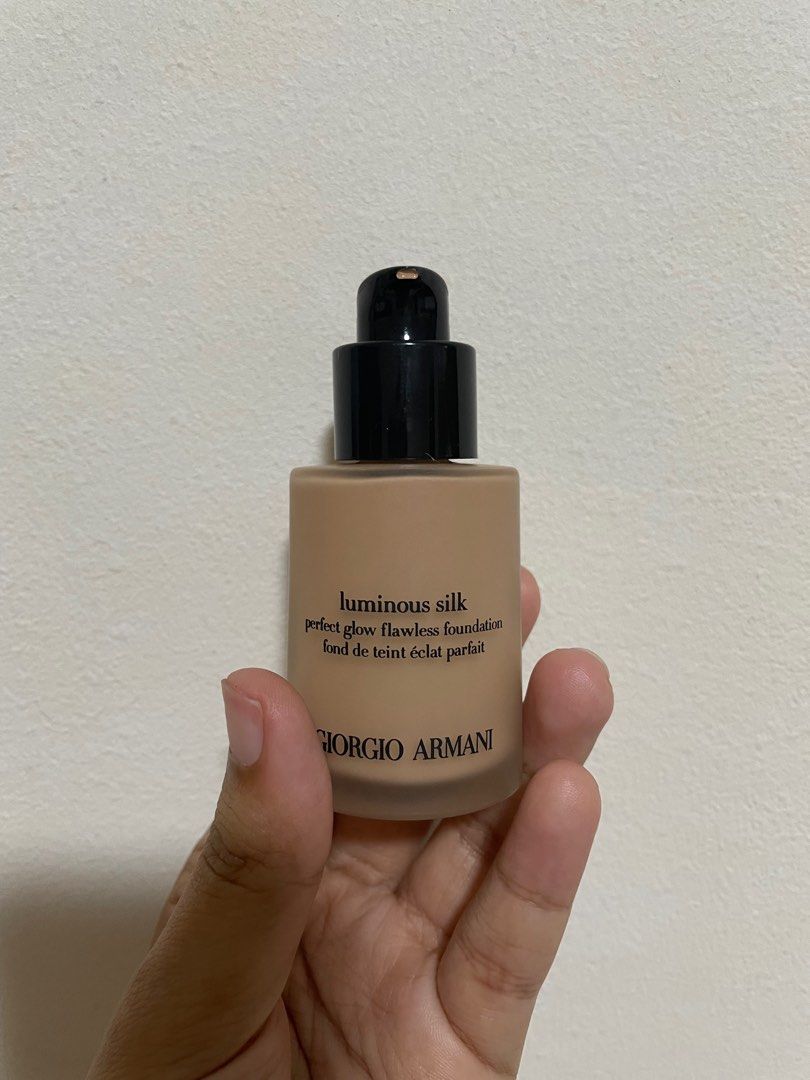 luminous silk
perfect glow flawless foundation
fond de teint éclat parfait
GIORGIO ARMANI